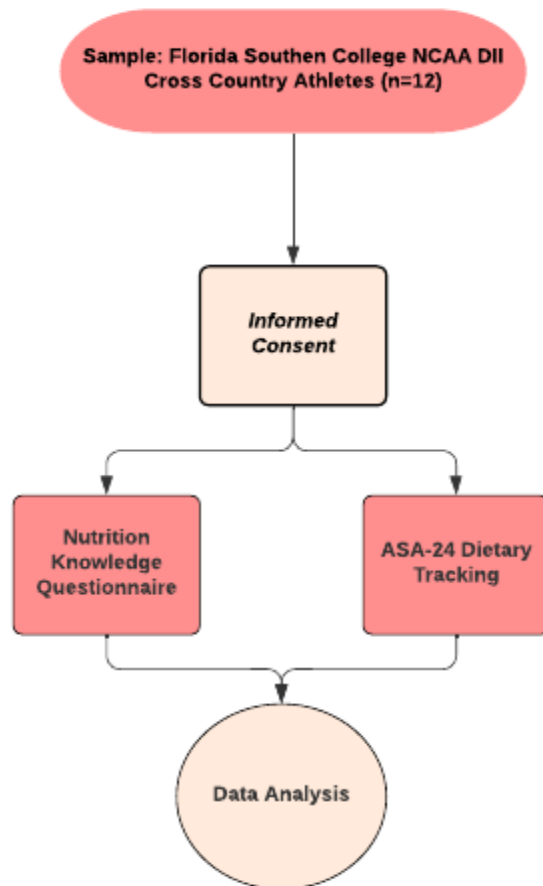 Sample: Florida Southen College NCAA DII
Cross Country Athletes (n=12)
Informed
Consent
Nutrition
Knowledge
Questionnaire
ASA-24 Dietary
Tracking
Data Analysis